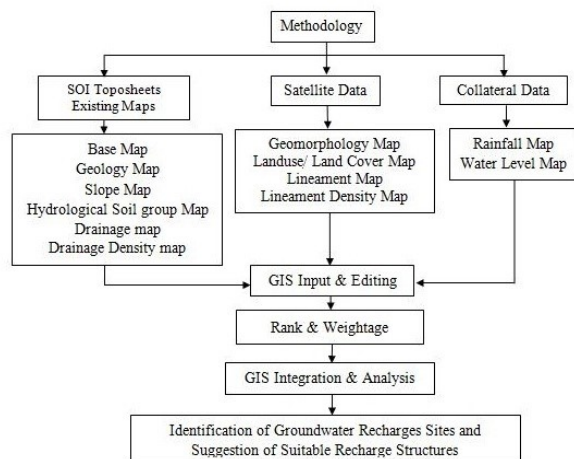 Methodology
SOI Toposheets
Existing Maps
Satellite Data
Collateral Data
Base Map
Geology Map
Slope Map
Hydrological Soil group Map
Drainage map
Drainage Density map
Geomorphology Map
Landuse/ Land Cover Map
Lineament Map
Lineament Density Map
Rainfall Map
Water Level Map
GIS Input & Editing
Rank & Weightage
GIS Integration & Analysis
Identification of Groundwater Recharges Sites and
Suggestion of Suitable Recharge Structures